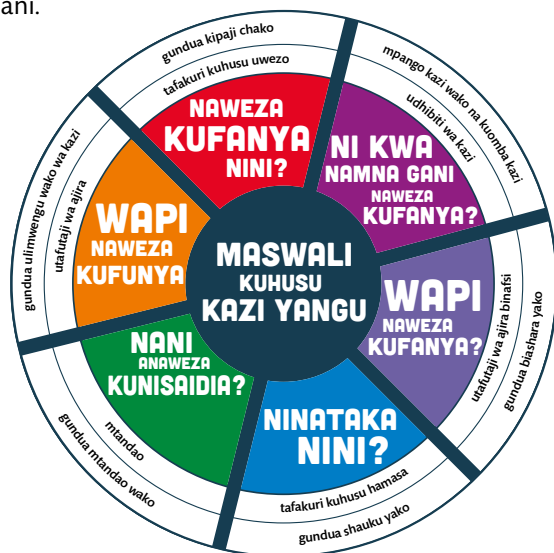 ani.
gundua kipaji chako
tafakuri kuhusu uwezo
NAWEZA
KUFANYA
NINI?
mpango kazi wako na kuomba kazi
udhibiti wa kazi
NI KWA
NAMNA GANI
NAWEZA
KUFANYA?
gundua biashara yako
utafutaji wa ajira binafsi
WAPI
NAWEZA
KUFANYA?
NINATAKA
NINI?
tafakuri kuhusu hamasa
gundua shauku yako
NANI
ANAWEZA
KUNISAIDIA?
mtandao
gundua mtandao wako
WAPI
NAWEZA
KUFUNYA
utafutaji wa ajira
gundua ulimwengu wako wa kazi
MASWALI
KUHUSU
KAZI YANGU